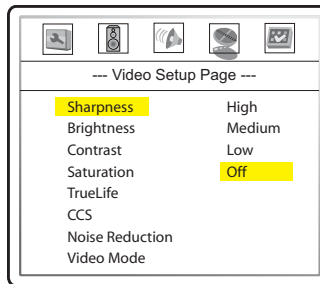 --- Video Setup Page ---
Sharpness High
Brightness Medium
Contrast Low
Saturation Off
TrueLife
CCS
Noise Reduction
Video Mode